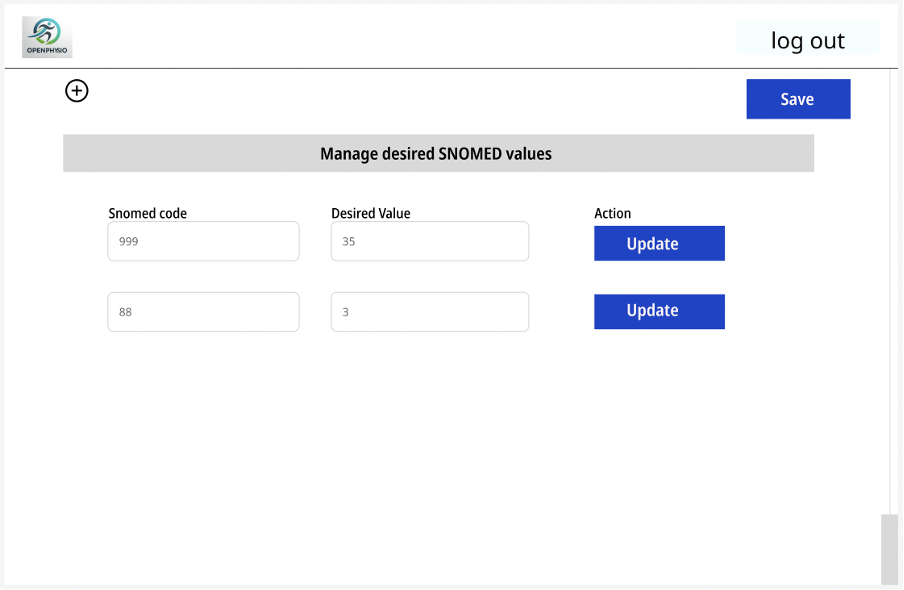 OPENPHYSIO
log out
Save
Manage desired SNOMED values
Snomed code Desired Value Action
999 35 Update
88 3 Update